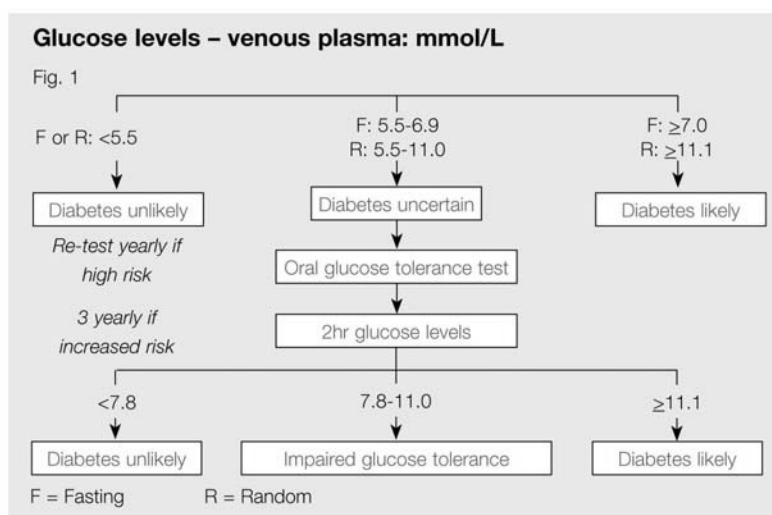 Glucose levels – venous plasma: mmol/L
Fig. 1
F or R: <5.5
F: 5.5-6.9
R: 5.5-11.0
F: ≥7.0
R: ≥11.1
Diabetes unlikely
Diabetes uncertain
Diabetes likely
Re-test yearly if
high risk
Oral glucose tolerance test
3 yearly if
increased risk
2hr glucose levels
<7.8
7.8-11.0
≥11.1
Diabetes unlikely
Impaired glucose tolerance
Diabetes likely
F = Fasting
R = Random